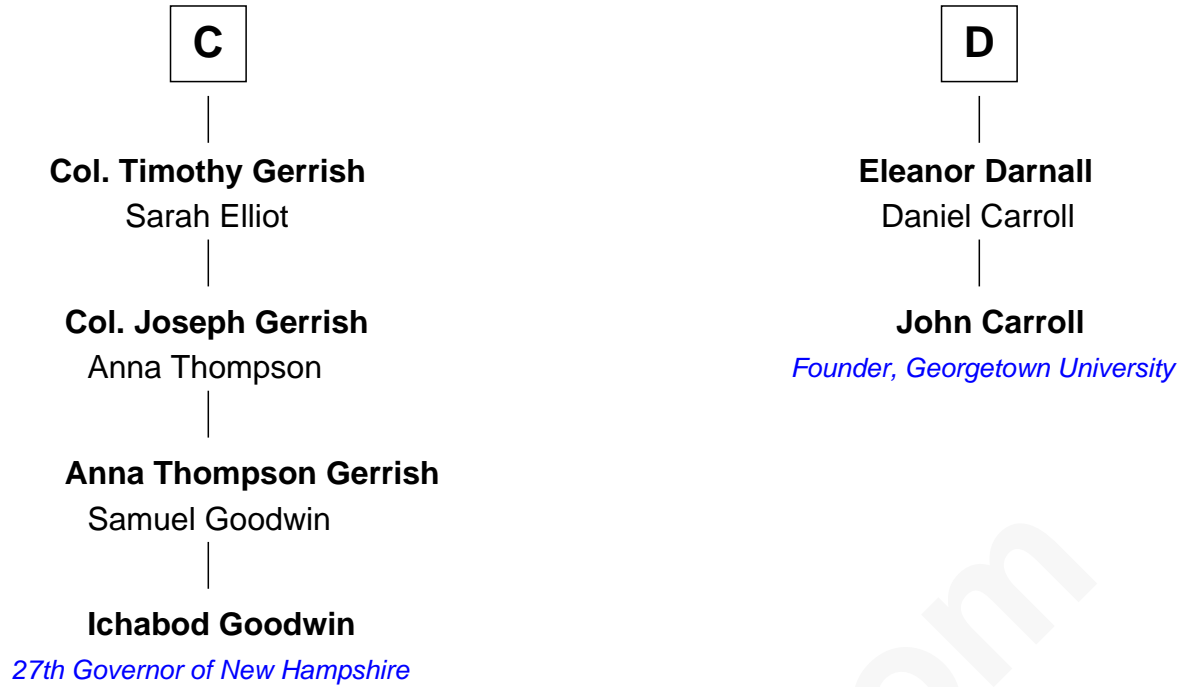 C
Col. Timothy Gerrish
Sarah Elliot
Col. Joseph Gerrish
Anna Thompson
Anna Thompson Gerrish
Samuel Goodwin
Ichabod Goodwin
27th Governor of New Hampshire
D
Eleanor Darnall
Daniel Carroll
John Carroll
Founder, Georgetown University
om